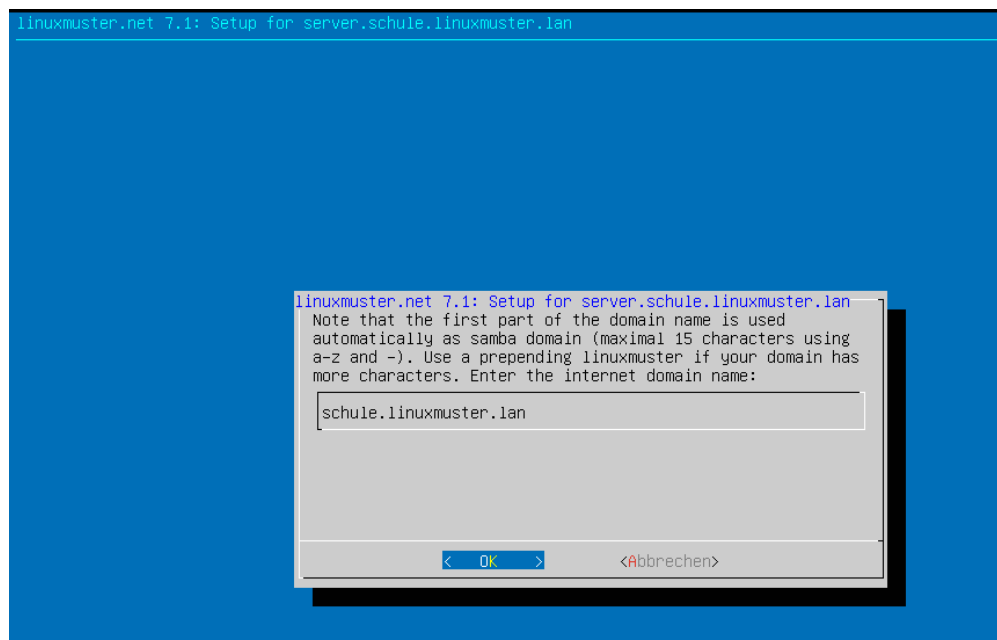 linuxmuster.net 7.1: Setup for server.schule.linuxmuster.lan
linuxmuster.net 7.1: Setup for server.schule.linuxmuster.lan
Note that the first part of the domain name is used
automatically as samba domain (maximal 15 characters using
a-z and -). Use a prepending linuxmuster if your domain has
more characters. Enter the internet domain name:
schule.linuxmuster.lan
< OK > <Abbrechen>